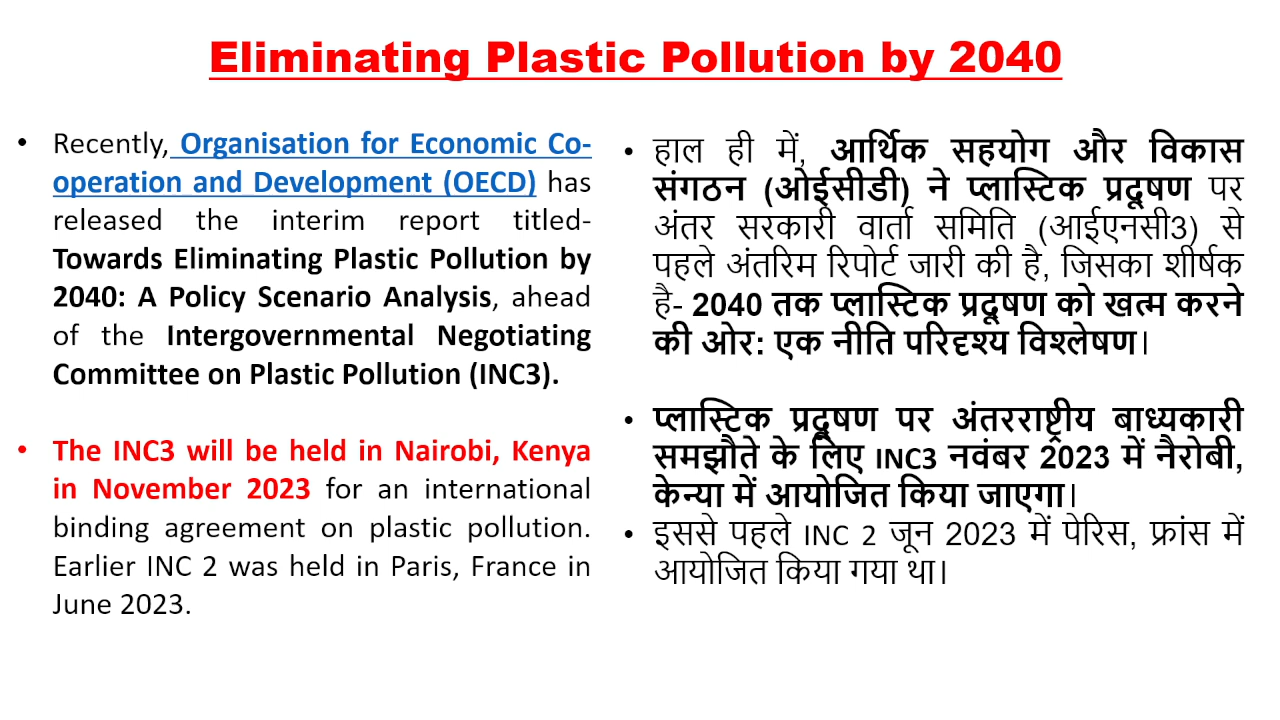 Eliminating Plastic Pollution by 2040
• Recently, Organisation for Economic Co-
operation and Development (OECD) has
released the interim report titled-
Towards Eliminating Plastic Pollution by
2040: A Policy Scenario Analysis, ahead
of the Intergovernmental Negotiating
Committee on Plastic Pollution (INC3).
• The INC3 will be held in Nairobi, Kenya
in November 2023 for an international
binding agreement on plastic pollution.
Earlier INC 2 was held in Paris, France in
June 2023.
• हाल ही में, आर्थिक सहयोग और विकास
संगठन (ओईसीडी) ने प्लास्टिक प्रदूषण पर
अंतर सरकारी वार्ता समिति (आईएनसी3) से
पहले अंतरिम रिपोर्ट जारी की है, जिसका शीर्षक
है- 2040 तक प्लास्टिक प्रदूषण को खत्म करने
की ओर: एक नीति परिदृश्य विश्लेषण।
• प्लास्टिक प्रदूषण पर अंतरराष्ट्रीय बाध्यकारी
समझौते के लिए INC3 नवंबर 2023 में नैरोबी,
केन्या में आयोजित किया जाएगा।
• इससे पहले INC 2 जून 2023 में पेरिस, फ्रांस में
आयोजित किया गया था।